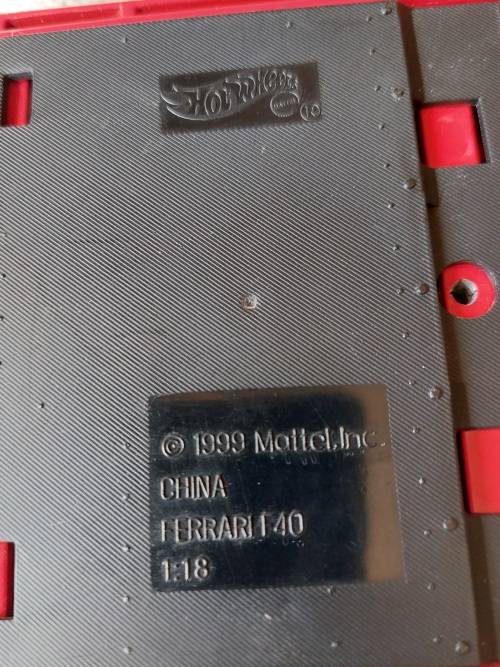 Hot Wheels
MATTEL
© 1999 Mattel,Inc.
CHINA
FERRARI F40
1:18